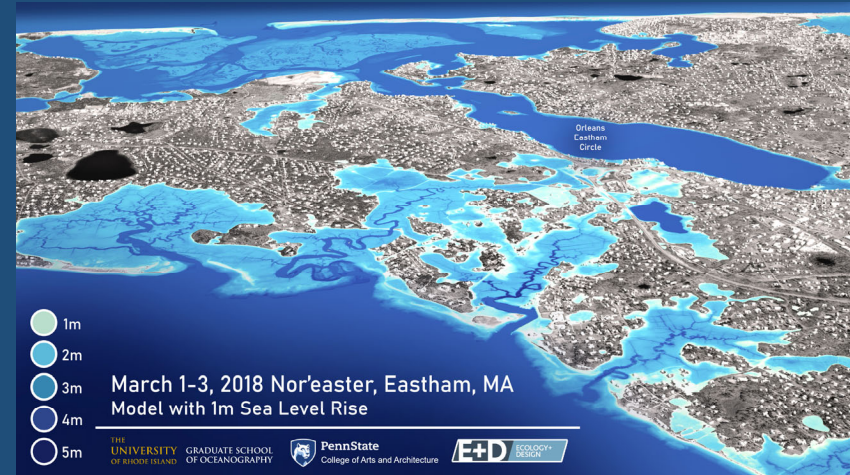 Orleans
Eastham
Circle
1m
2m
3m
4m
5m
March 1-3, 2018 Nor'easter, Eastham, MA
Model with 1m Sea Level Rise
THE
UNIVERSITY
OF RHODE ISLAND
GRADUATE SCHOOL
OF OCEANOGRAPHY
PennState
College of Arts and Architecture
E+D
ECOLOGY+
DESIGN